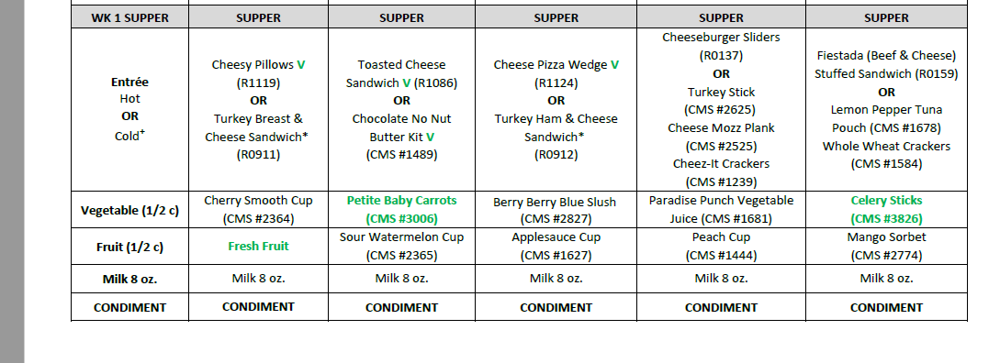 WK 1 SUPPER SUPPER SUPPER SUPPER SUPPER SUPPER
Entrée
Hot
OR
Cold+
Cheesy Pillows V
(R1119)
OR
Turkey Breast &
Cheese Sandwich*
(R0911)
Toasted Cheese
Sandwich V (R1086)
OR
Chocolate No Nut
Butter Kit V
(CMS #1489)
Cheese Pizza Wedge V
(R1124)
OR
Turkey Ham & Cheese
Sandwich*
(R0912)
Cheeseburger Sliders
(R0137)
OR
Turkey Stick
(CMS #2625)
Cheese Mozz Plank
(CMS #2525)
Cheez-It Crackers
(CMS #1239)
Fiestada (Beef & Cheese)
Stuffed Sandwich (R0159)
OR
Lemon Pepper Tuna
Pouch (CMS #1678)
Whole Wheat Crackers
(CMS #1584)
Vegetable (1/2 c)
Cherry Smooth Cup
(CMS #2364)
Petite Baby Carrots
(CMS #3006)
Berry Berry Blue Slush
(CMS #2827)
Paradise Punch Vegetable
Juice (CMS #1681)
Celery Sticks
(CMS #3826)
Fruit (1/2 c)
Fresh Fruit
Sour Watermelon Cup
(CMS #2365)
Applesauce Cup
(CMS #1627)
Peach Cup
(CMS #1444)
Mango Sorbet
(CMS #2774)
Milk 8 oz. Milk 8 oz. Milk 8 oz. Milk 8 oz. Milk 8 oz. Milk 8 oz.
CONDIMENT CONDIMENT CONDIMENT CONDIMENT CONDIMENT CONDIMENT